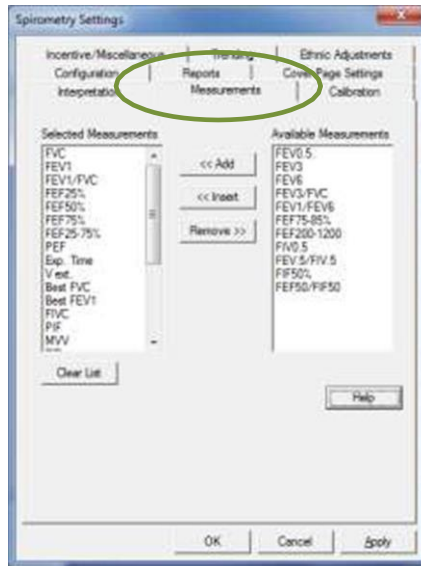 Spirometry Settings
Incentive/Miscellaneous
Trending
Ethnic Adjustments
Configuration
Reports
Cover Page Settings
Interpretation
Measurements
Calibration
Selected Measurements
FVC
FEV1
FEV1/FVC
FEF25%
FEF50%
FEF75%
FEF25-75%
PEF
Exp. Time
V ext.
Best FVC
Best FEV1
FIVC
PIF
MVV
<< Add
<< Insert
Remove >>
Available Measurements
FEV0.5
FEV3
FEV6
FEV3/FVC
FEV1/FEV6
FEF75-85%
FEF200-1200
FIV0.5
FEV.5/FIV.5
FIF50%
FEF50/FIF50
Clear List
Help
OK
Cancel
Apply